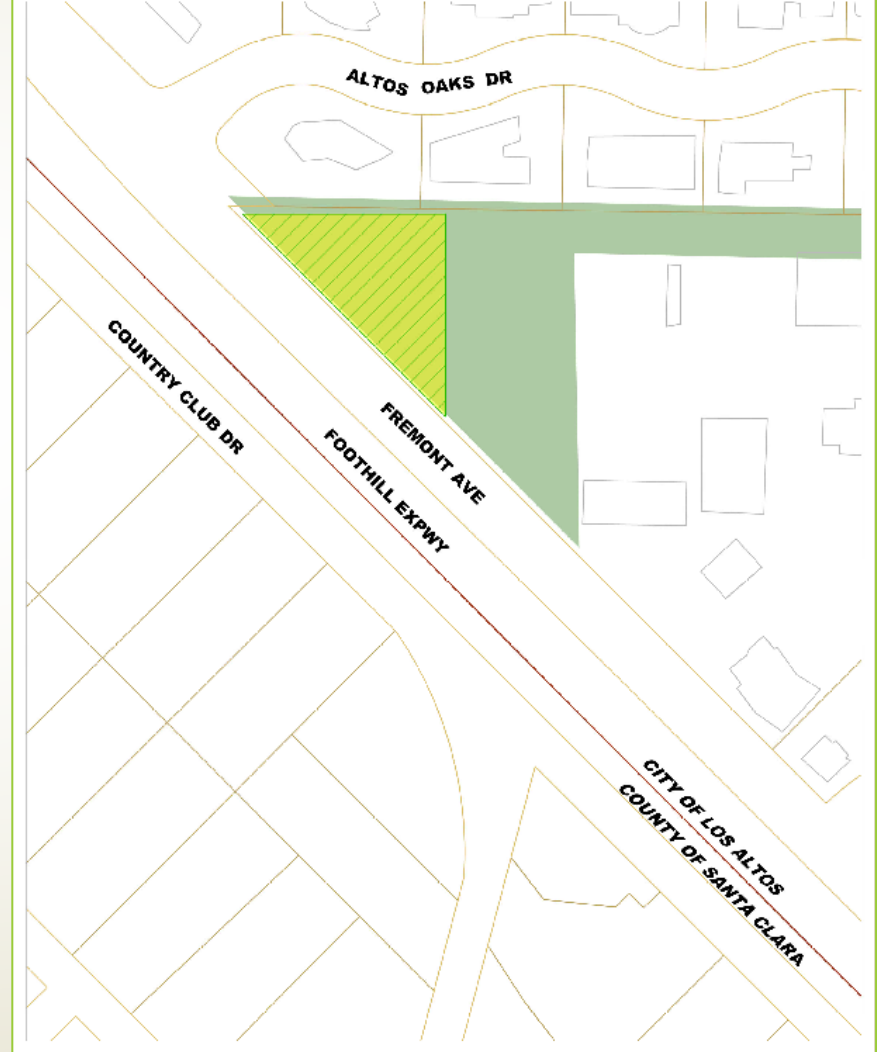 ALTOS OAKS DR
COUNTRY CLUB DR
FREMONT AVE
FOOTHILL EXPWY
CITY OF LOS ALTOS
COUNTY OF SANTA CLARA